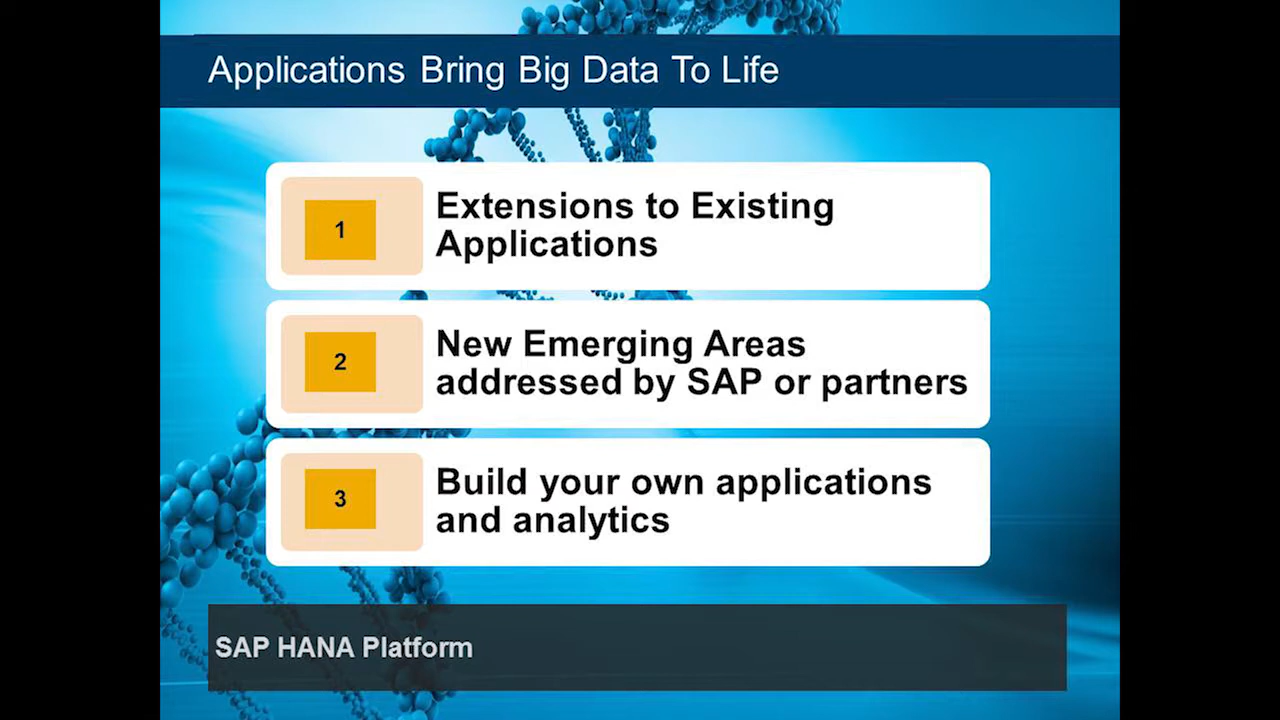 Applications Bring Big Data To Life
1
Extensions to Existing
Applications
2
New Emerging Areas
addressed by SAP or partners
3
Build your own applications
and analytics
SAP HANA Platform